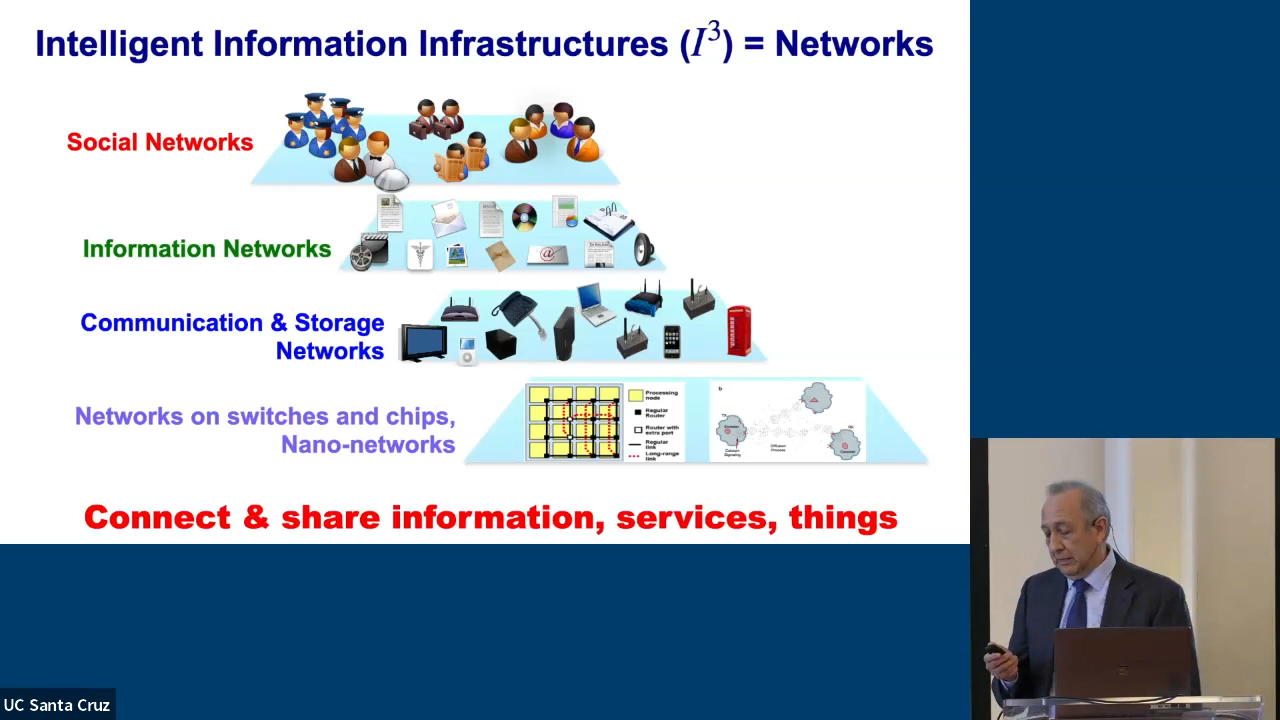 Intelligent Information Infrastructures (I³) = Networks
Social Networks
Information Networks
Communication & Storage
Networks
Networks on switches and chips,
Nano-networks
Processing
node
Regular
Router
Router with
extra port
Regular
link
Long-range
link
b
Diffusion
Process
Connect & share information, services, things
UC Santa Cruz